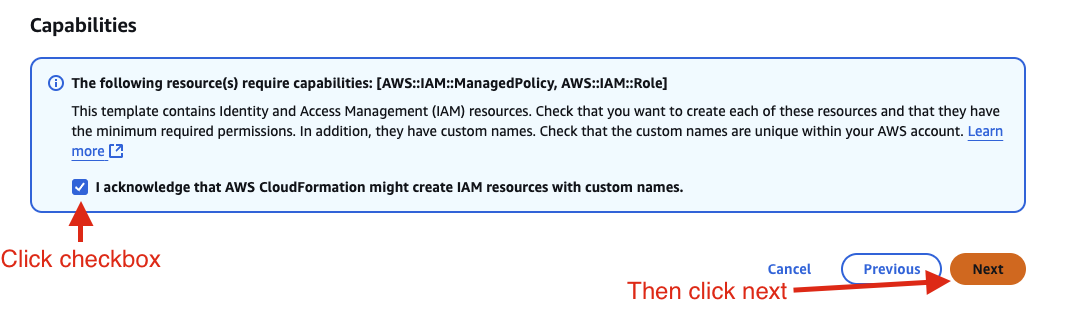 Capabilities
The following resource(s) require capabilities: [AWS::IAM::ManagedPolicy, AWS::IAM::Role]
This template contains Identity and Access Management (IAM) resources. Check that you want to create each of these resources and that they have
the minimum required permissions. In addition, they have custom names. Check that the custom names are unique within your AWS account. Learn
more
I acknowledge that AWS CloudFormation might create IAM resources with custom names.
Click checkbox
Cancel Previous Next
Then click next